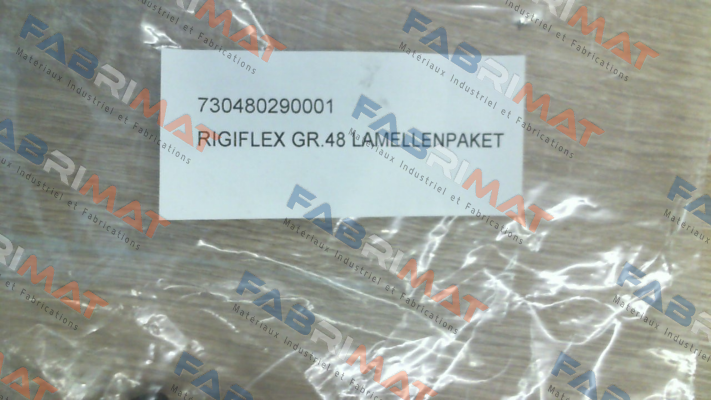 730480290001
RIGIFLEX GR.48 LAMELLENPAKET
FABRIMAT
Materiaux Industriel et Fabrications